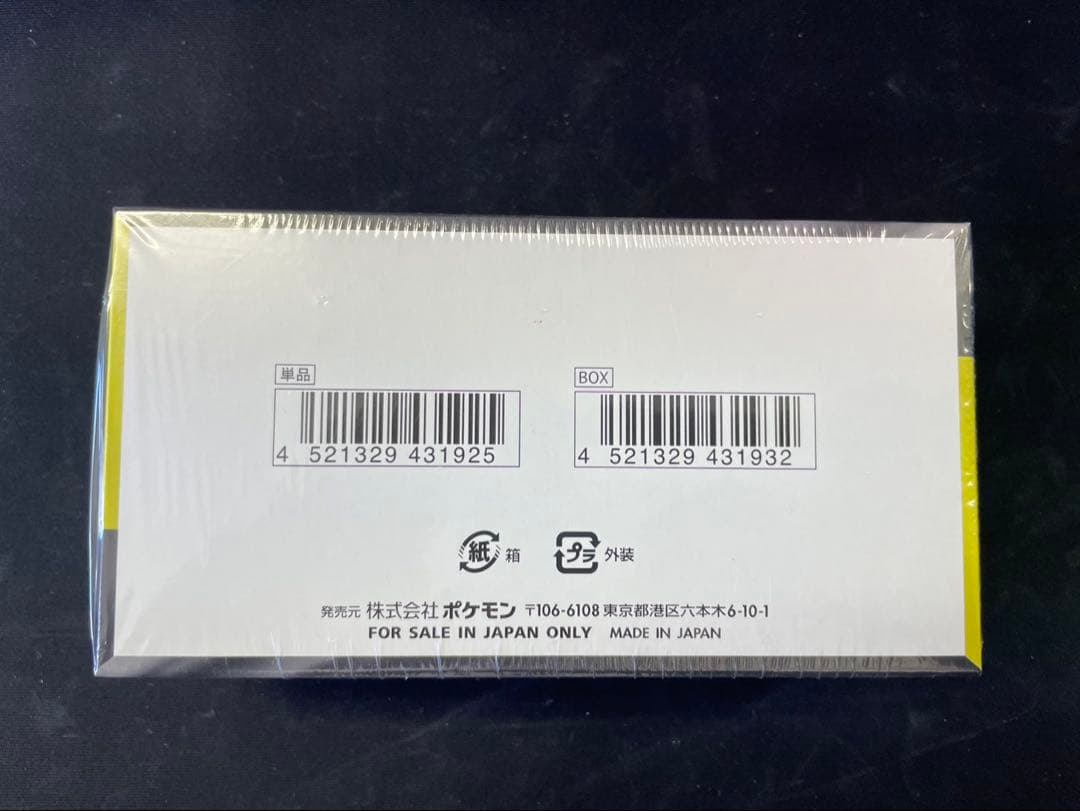 単品
BOX
4 521329 431925
4 521329 431932
紙 箱
プラ 外装
発売元 株式会社 ポケモン 〒106-6108 東京都港区六本木6-10-1
FOR SALE IN JAPAN ONLY MADE IN JAPAN